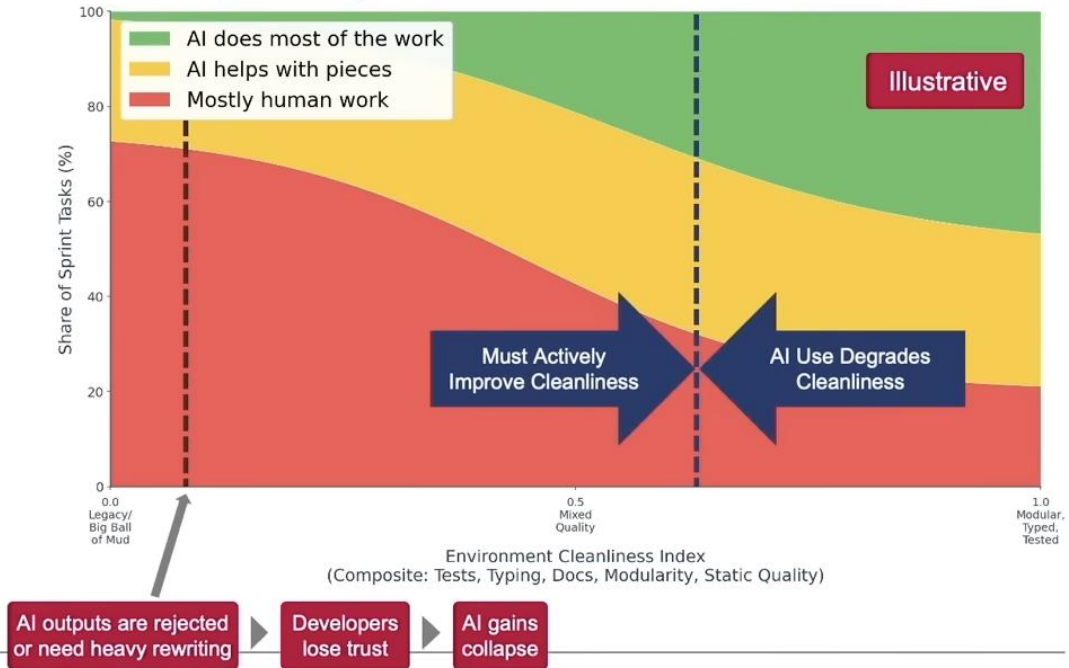 100
80
60
40
20
0
Share of Sprint Tasks (%)
AI does most of the work
AI helps with pieces
Mostly human work
Illustrative
Must Actively
Improve Cleanliness
AI Use Degrades
Cleanliness
0.0
Legacy/
Big Ball
of Mud
0.5
Mixed
Quality
1.0
Modular,
Typed,
Tested
Environment Cleanliness Index
(Composite: Tests, Typing, Docs, Modularity, Static Quality)
AI outputs are rejected
or need heavy rewriting
Developers
lose trust
AI gains
collapse